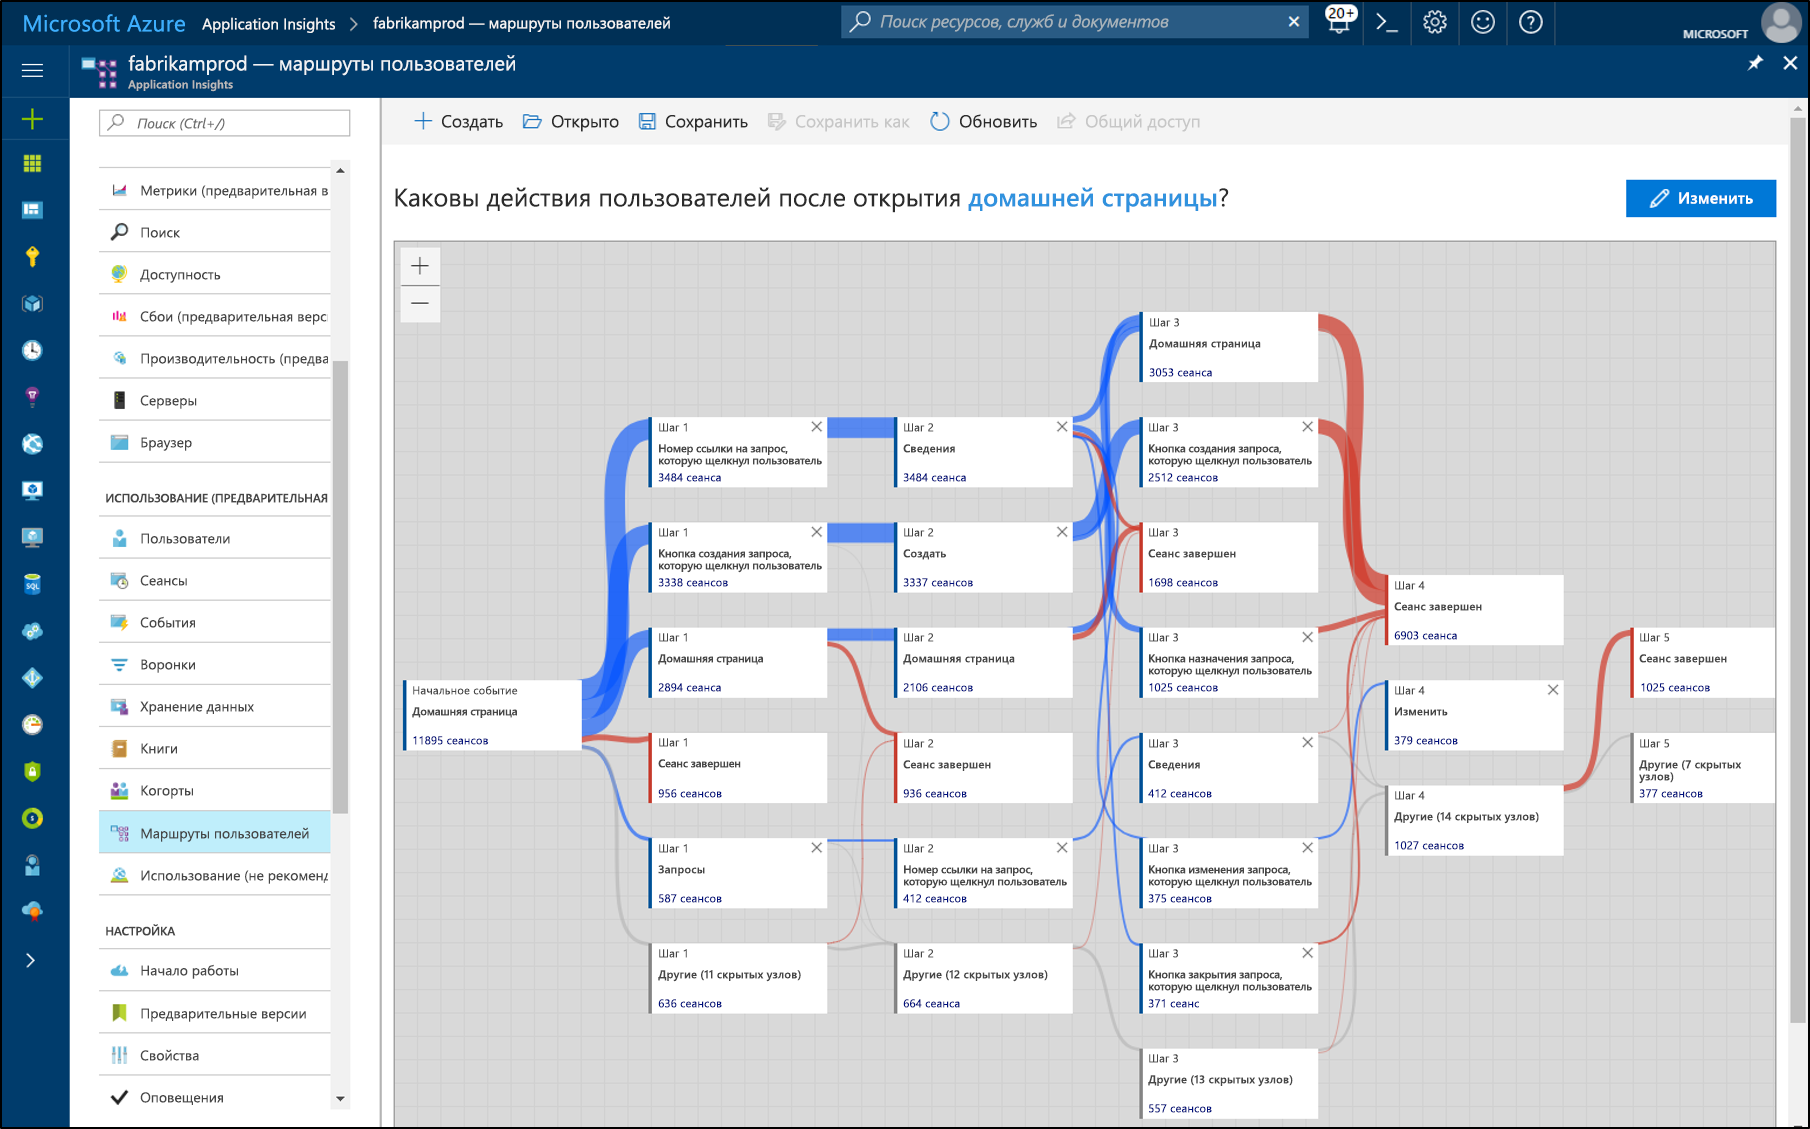 Microsoft Azure
Application Insights
fabrikamprod — маршруты пользователей
Поиск ресурсов, служб и документов
20+
MICROSOFT
fabrikamprod — маршруты пользователей
Application Insights
Поиск (Ctrl+/)
Метрики (предварительная в
Поиск
Доступность
Сбои (предварительная верс
Производительность (предва
Серверы
Браузер
ИСПОЛЬЗОВАНИЕ (ПРЕДВАРИТЕЛЬНАЯ
Пользователи
Сеансы
События
Воронки
Хранение данных
Книги
Когорты
Маршруты пользователей
Использование (не рекоменд
НАСТРОЙКА
Начало работы
Предварительные версии
Свойства
Оповещения
SQL
Создать
Открыто
Сохранить
Сохранить как
Обновить
Общий доступ
Каковы действия пользователей после открытия домашней страницы?
Изменить
Начальное событие
Домашняя страница
11895 сеансов
Шаг 1
Номер ссылки на запрос,
которую щелкнул пользователь
3484 сеанса
Шаг 1
Кнопка создания запроса,
которую щелкнул пользователь
3338 сеансов
Шаг 1
Домашняя страница
2894 сеанса
Шаг 1
Сеанс завершен
956 сеансов
Шаг 1
Запросы
587 сеансов
Шаг 1
Другие (11 скрытых узлов)
636 сеансов
Шаг 2
Сведения
3484 сеанса
Шаг 2
Создать
3337 сеансов
Шаг 2
Домашняя страница
2106 сеансов
Шаг 2
Сеанс завершен
936 сеансов
Шаг 2
Номер ссылки на запрос,
которую щелкнул пользователь
412 сеансов
Шаг 2
Другие (12 скрытых узлов)
664 сеанса
Шаг 3
Домашняя страница
3053 сеанса
Шаг 3
Кнопка создания запроса,
которую щелкнул пользователь
2512 сеансов
Шаг 3
Сеанс завершен
1698 сеансов
Шаг 3
Кнопка назначения запроса,
которую щелкнул пользователь
1025 сеансов
Шаг 3
Сведения
412 сеансов
Шаг 3
Кнопка изменения запроса,
которую щелкнул пользователь
375 сеансов
Шаг 3
Кнопка закрытия запроса,
которую щелкнул пользователь
371 сеанс
Шаг 3
Другие (13 скрытых узлов)
557 сеансов
Шаг 4
Сеанс завершен
6903 сеанса
Шаг 4
Изменить
379 сеансов
Шаг 4
Другие (14 скрытых узлов)
1027 сеансов
Шаг 5
Сеанс завершен
1025 сеансов
Шаг 5
Другие (7 скрытых
узлов)
377 сеансов